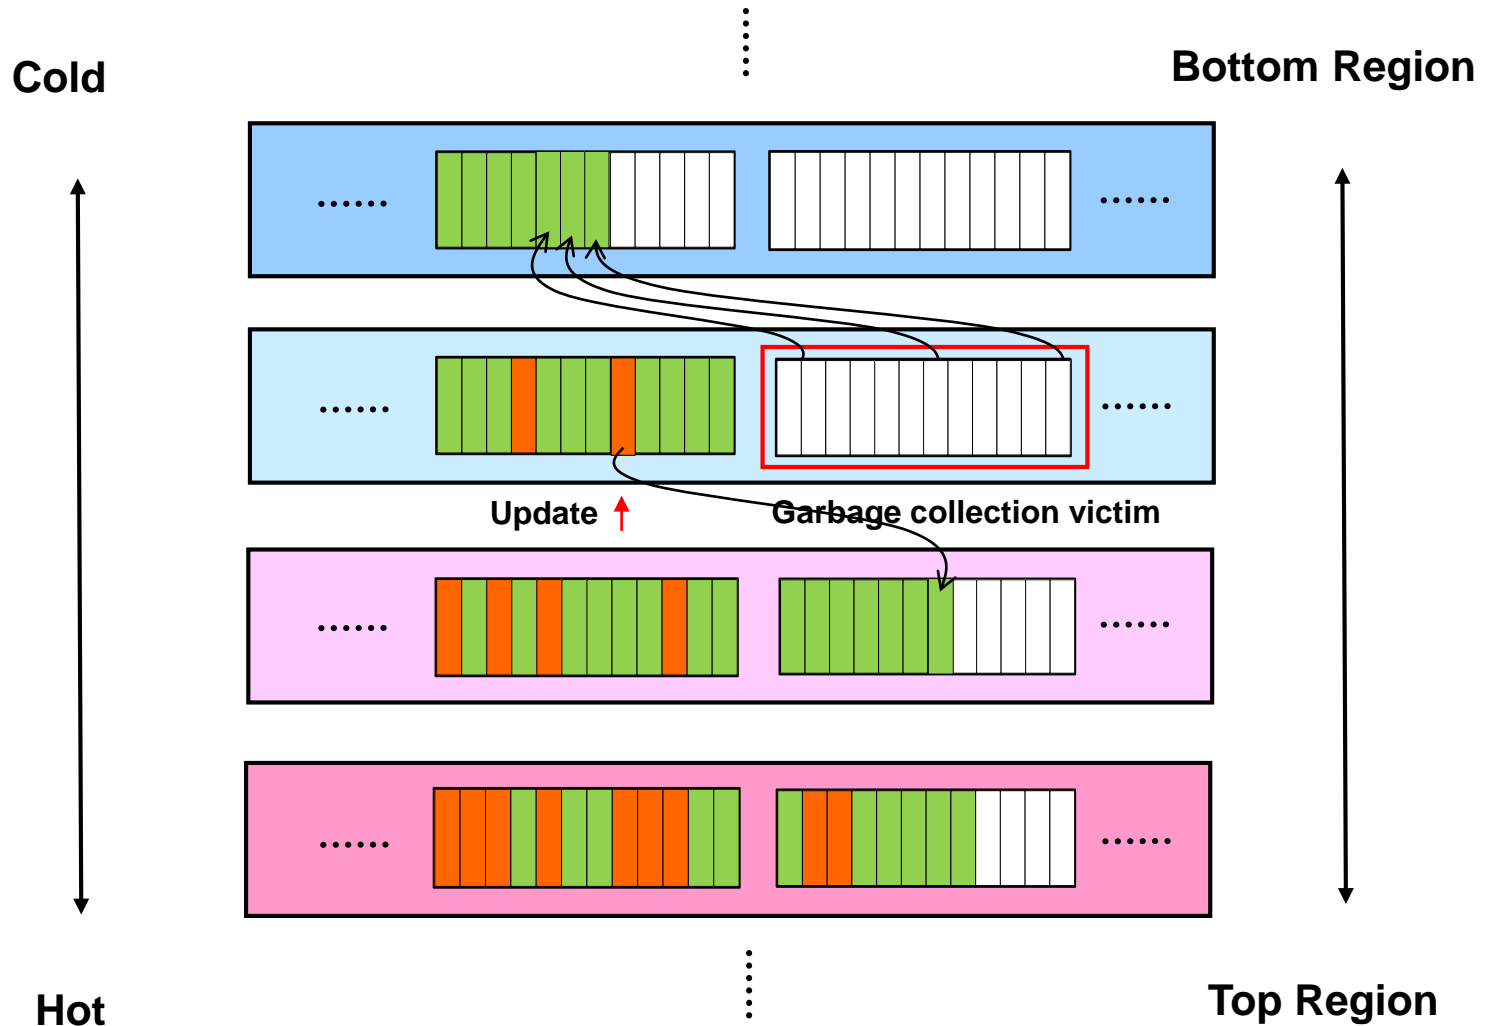 Cold
Bottom Region
Update
Garbage collection victim
Hot
Top Region